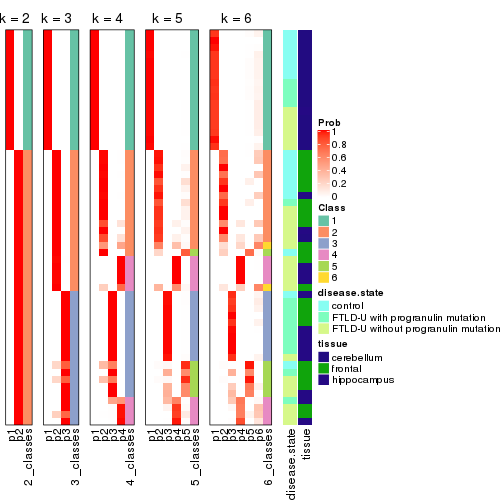 k = 2 k = 3 k = 4 k = 5 k = 6
Prob
1
0.8
0.6
0.4
0.2
0
Class
1
2
3
4
5
6
disease.state
control
FTLD-U with progranulin mutation
FTLD-U without progranulin mutation
tissue
cerebellum
frontal
hippocampus
p1 p2 2_classes p1 p2 p3 3_classes p1 p2 p3 p4 4_classes p1 p2 p3 p4 p5 5_classes p1 p2 p3 p4 p5 p6 6_classes disease.state tissue